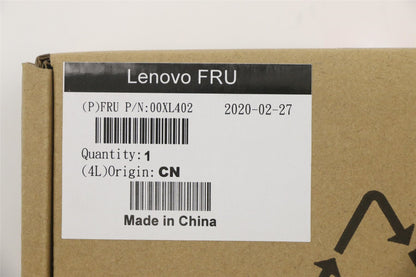 Lenovo FRU
(P)FRU P/N:00XL402 2020-02-27
Quantity:1
(4L)Origin:CN
Made in China